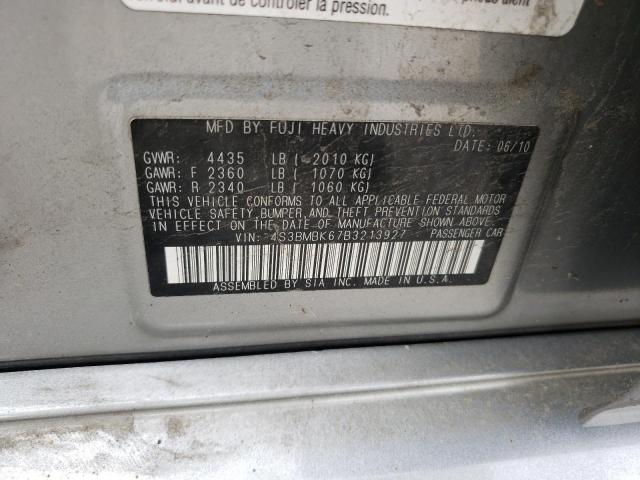 de contrôler la pression.
MFD BY FUJI HEAVY INDUSTRIES LTD.
DATE: 06/10
GVWR: 4435 LB ( 2010 KG)
GAWR: F 2360 LB ( 1070 KG)
GAWR: R 2340 LB ( 1060 KG)
THIS VEHICLE CONFORMS TO ALL APPLICABLE FEDERAL MOTOR
VEHICLE SAFETY, BUMPER, AND THEFT PREVENTION STANDARDS
IN EFFECT ON THE DATE OF MANUFACTURE SHOWN ABOVE.
VIN: 4S3BMBK67B3213927 PASSENGER CAR
ASSEMBLED BY SIA INC. MADE IN U.S.A.